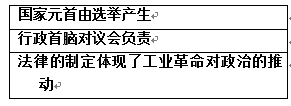 国家元首由选举产生
行政首脑对议会负责
法律的制定体现了工业革命对政治的推
动